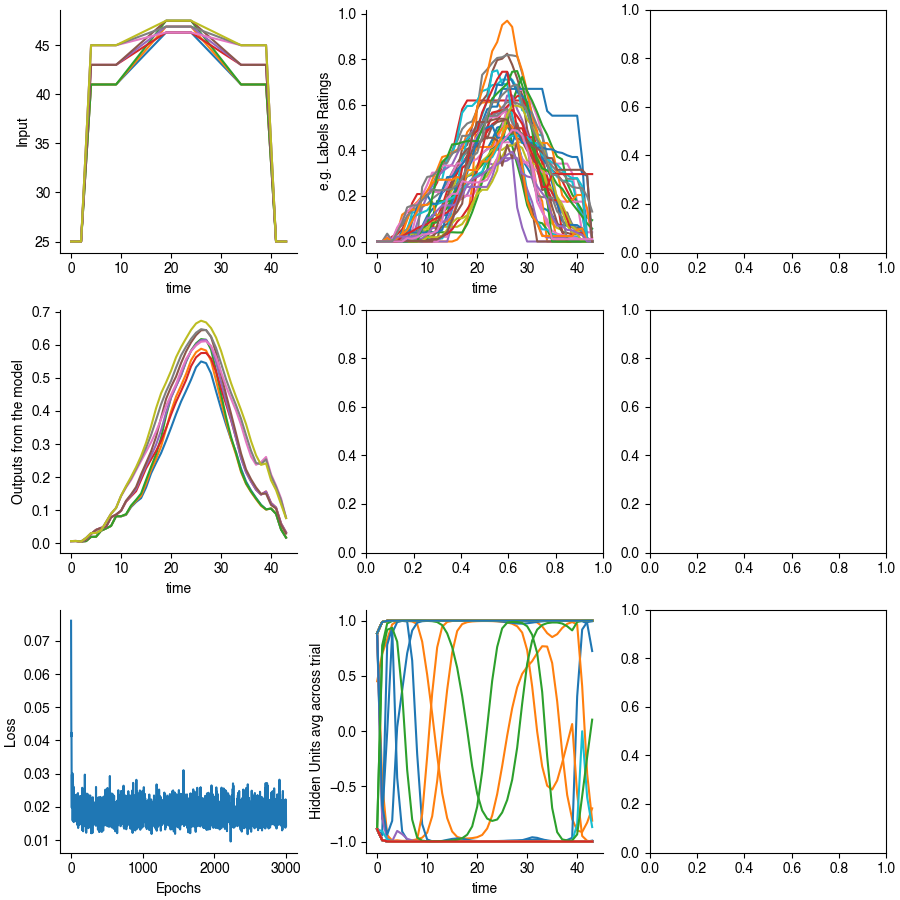 Input
45
40
35
30
25
0 10 20 30 40
time
e.g. Labels Ratings
1.0
0.8
0.6
0.4
0.2
0.0
0 10 20 30 40
time
1.0
0.8
0.6
0.4
0.2
0.0
0.0 0.2 0.4 0.6 0.8 1.0
Outputs from the model
0.7
0.6
0.5
0.4
0.3
0.2
0.1
0.0
0 10 20 30 40
time
1.0
0.8
0.6
0.4
0.2
0.0
0.0 0.2 0.4 0.6 0.8 1.0
1.0
0.8
0.6
0.4
0.2
0.0
0.0 0.2 0.4 0.6 0.8 1.0
Loss
0.07
0.06
0.05
0.04
0.03
0.02
0.01
0 1000 2000 3000
Epochs
Hidden Units avg across trial
1.0
0.5
0.0
−0.5
−1.0
0 10 20 30 40
time
1.0
0.8
0.6
0.4
0.2
0.0
0.0 0.2 0.4 0.6 0.8 1.0